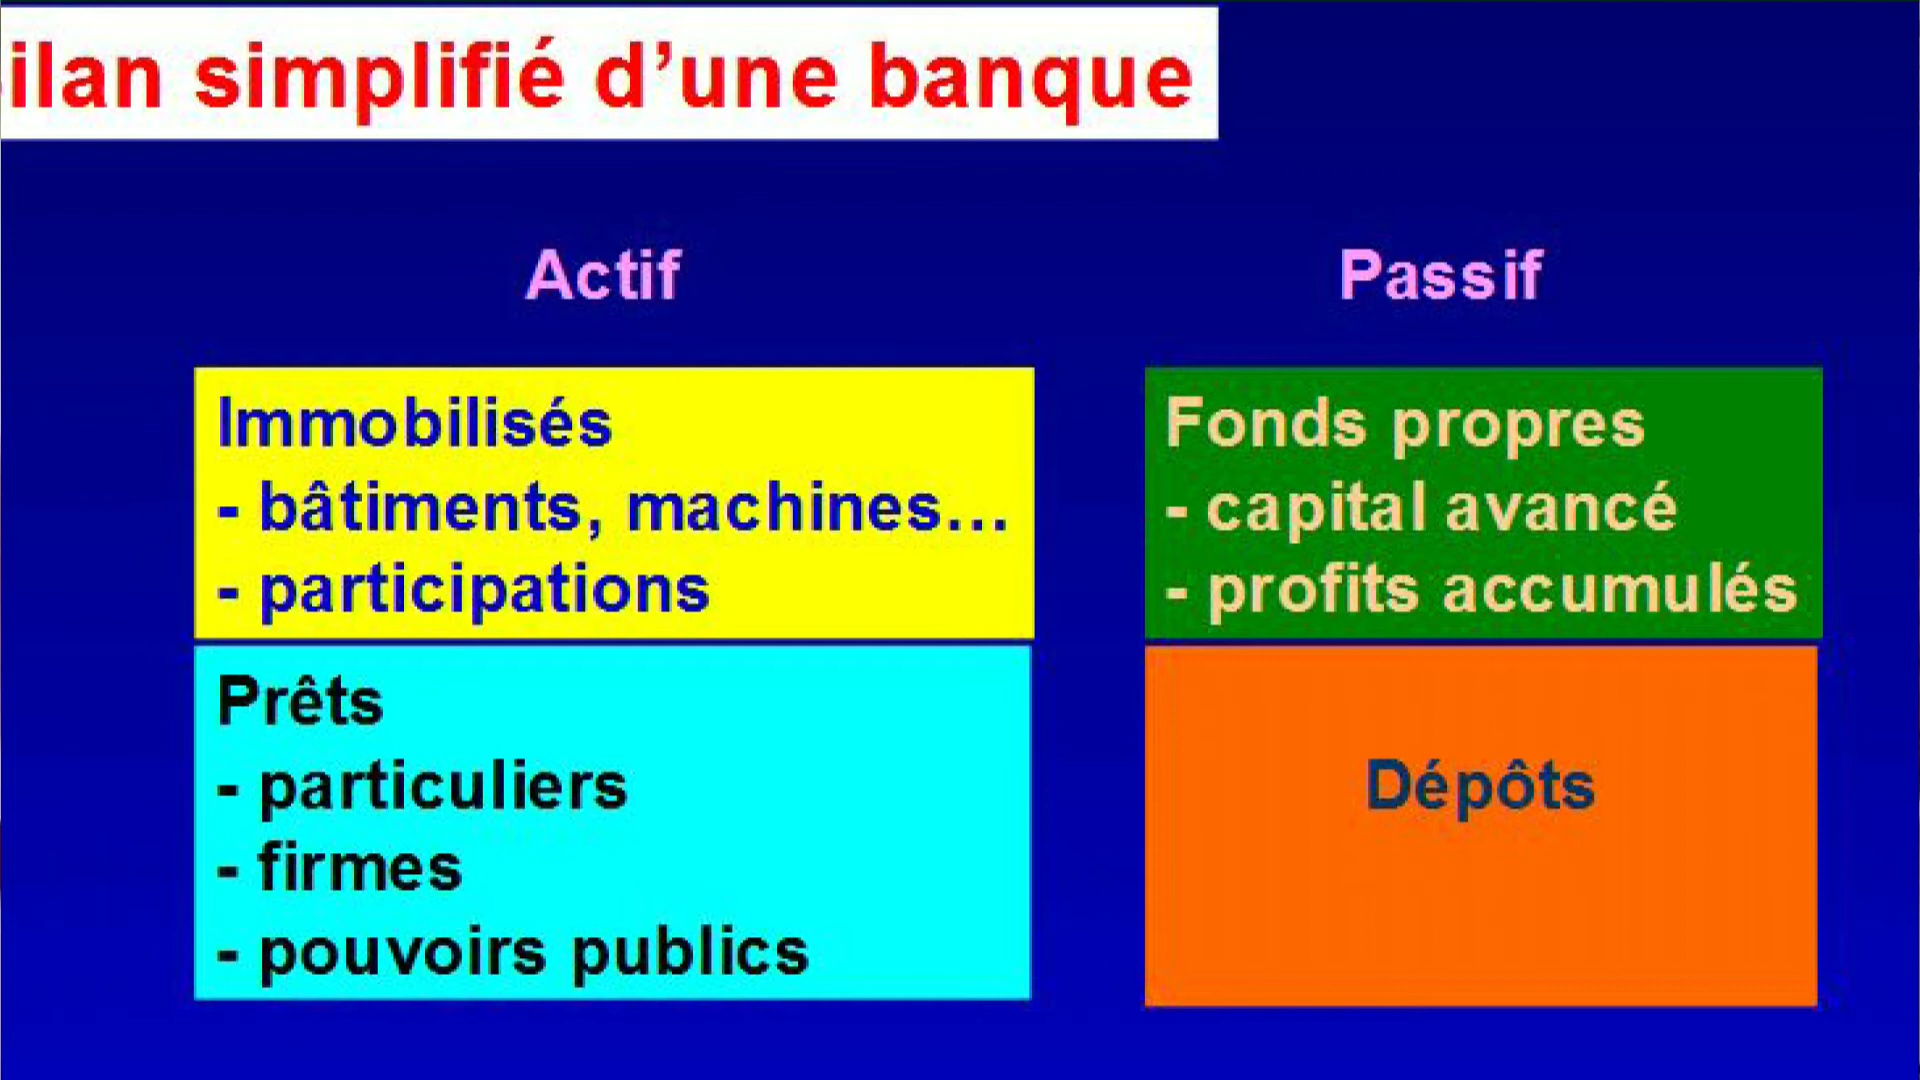 ilan simplifié d’une banque
Actif
Passif
Immobilisés
- bâtiments, machines...
- participations
Fonds propres
- capital avancé
- profits accumulés
Prêts
- particuliers
- firmes
- pouvoirs publics
Dépôts